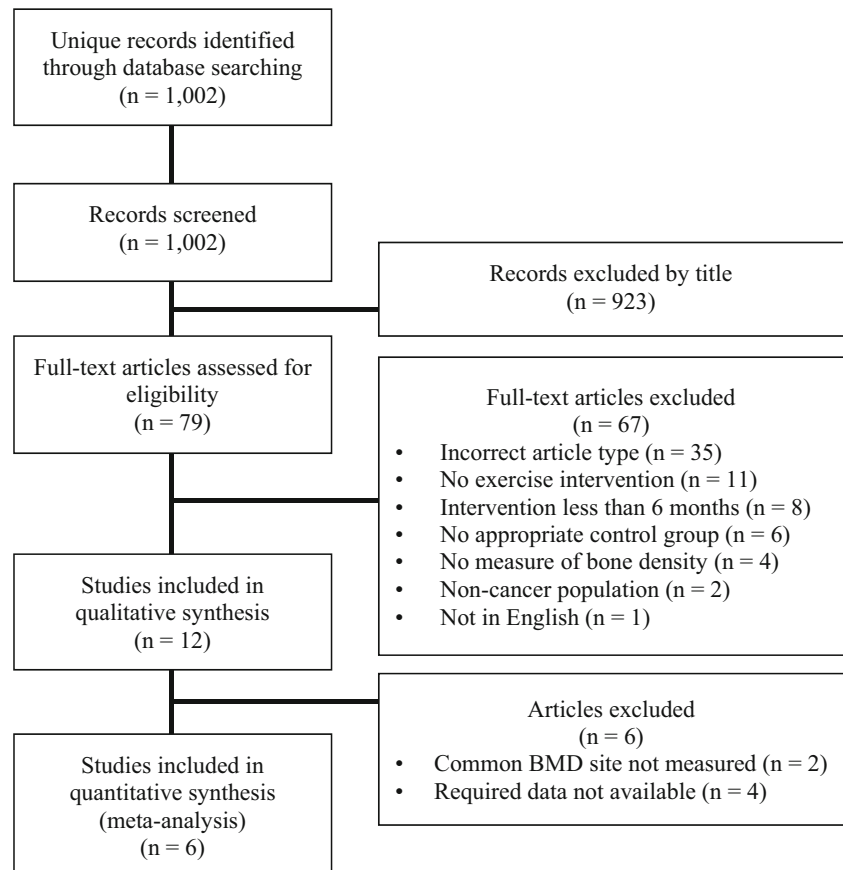 Unique records identified
through database searching
(n = 1,002)
Records screened
(n = 1,002)
Records excluded by title
(n = 923)
Full-text articles assessed for
eligibility
(n = 79)
Full-text articles excluded
(n = 67)
• Incorrect article type (n = 35)
• No exercise intervention (n = 11)
• Intervention less than 6 months (n = 8)
• No appropriate control group (n = 6)
• No measure of bone density (n = 4)
• Non-cancer population (n = 2)
• Not in English (n = 1)
Studies included in
qualitative synthesis
(n = 12)
Articles excluded
(n = 6)
• Common BMD site not measured (n = 2)
• Required data not available (n = 4)
Studies included in
quantitative synthesis
(meta-analysis)
(n = 6)